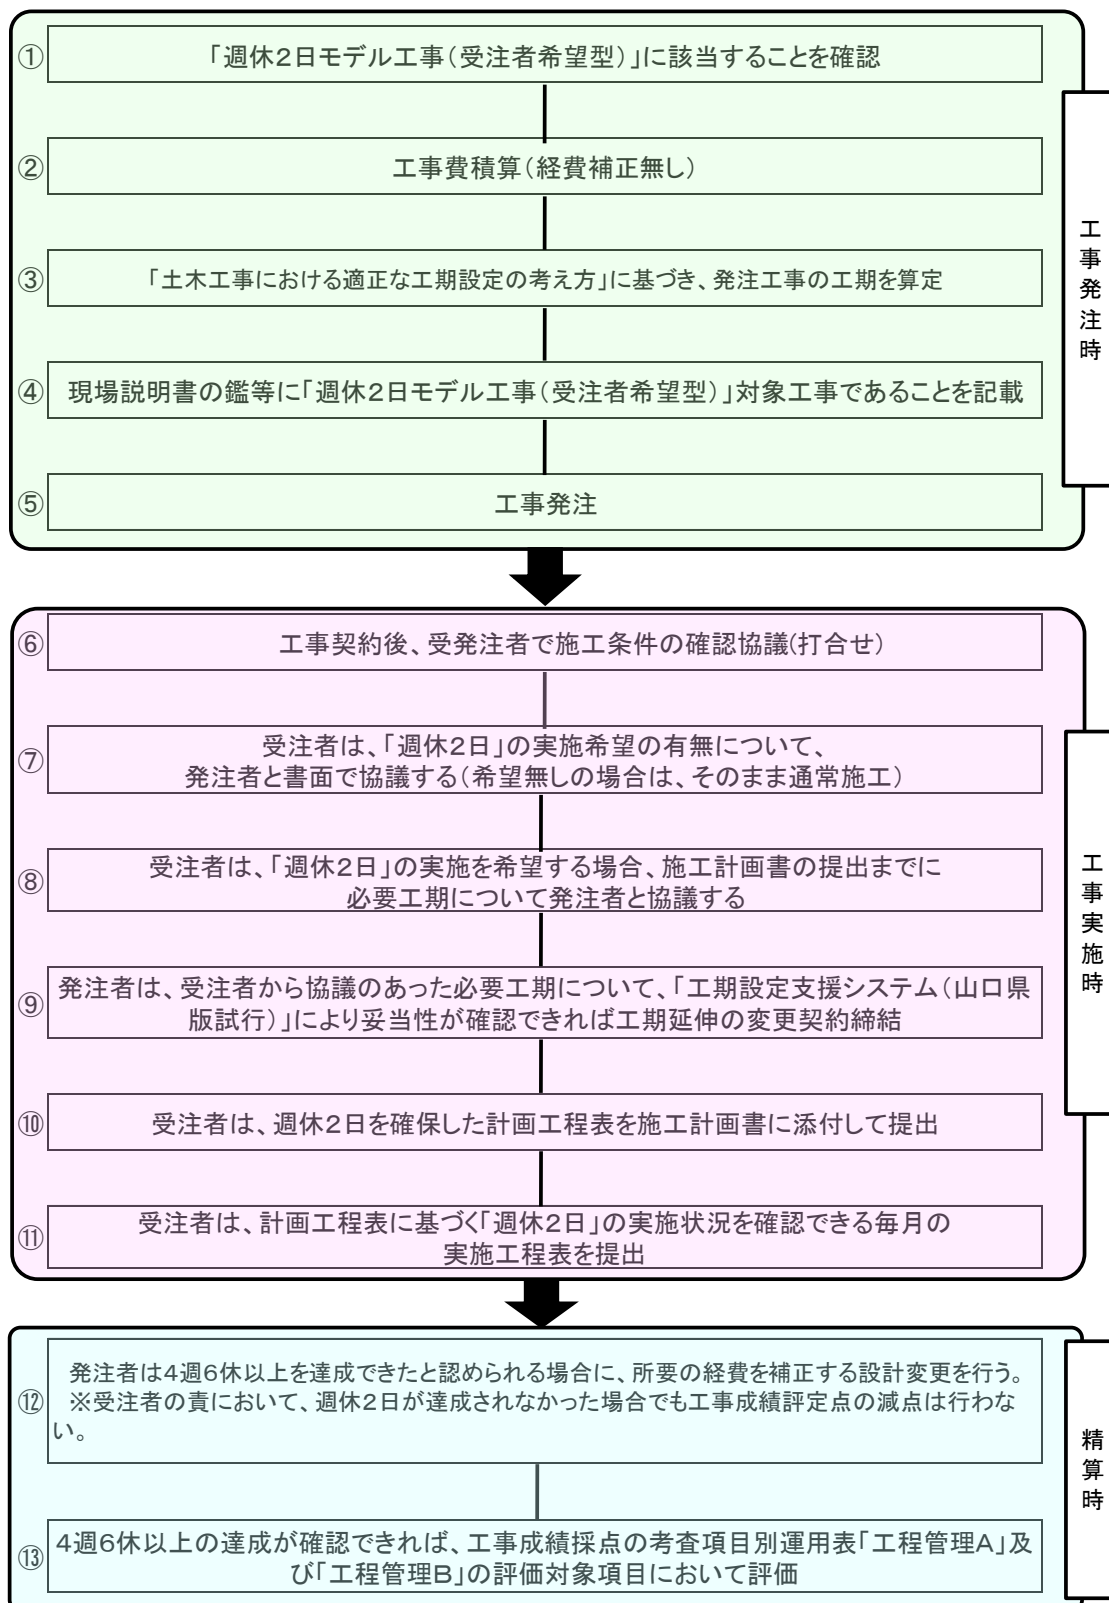 ①
「週休2日モデル工事(受注者希望型)」に該当することを確認
②
工事費積算(経費補正無し)
③
「土木工事における適正な工期設定の考え方」に基づき、発注工事の工期を算定
④
現場説明書の鑑等に「週休2日モデル工事(受注者希望型)」対象工事であることを記載
⑤
工事発注
工事発注時
⑥
工事契約後、受発注者で施工条件の確認協議(打合せ)
⑦
受注者は、「週休2日」の実施希望の有無について、
発注者と書面で協議する(希望無しの場合は、そのまま通常施工)
⑧
受注者は、「週休2日」の実施を希望する場合、施工計画書の提出までに
必要工期について発注者と協議する
⑨
発注者は、受注者から協議のあった必要工期について、「工期設定支援システム(山口県
版試行)」により妥当性が確認できれば工期延伸の変更契約締結
⑩
受注者は、週休2日を確保した計画工程表を施工計画書に添付して提出
⑪
受注者は、計画工程表に基づく「週休2日」の実施状況を確認できる毎月の
実施工程表を提出
工事実施時
⑫
発注者は4週6休以上を達成できたと認められる場合に、所要の経費を補正する設計変更を行う。
※受注者の責において、週休2日が達成されなかった場合でも工事成績評定点の減点は行わな
い。
⑬
4週6休以上の達成が確認できれば、工事成績採点の考査項目別運用表「工程管理A」及
び「工程管理B」の評価対象項目において評価
精算時